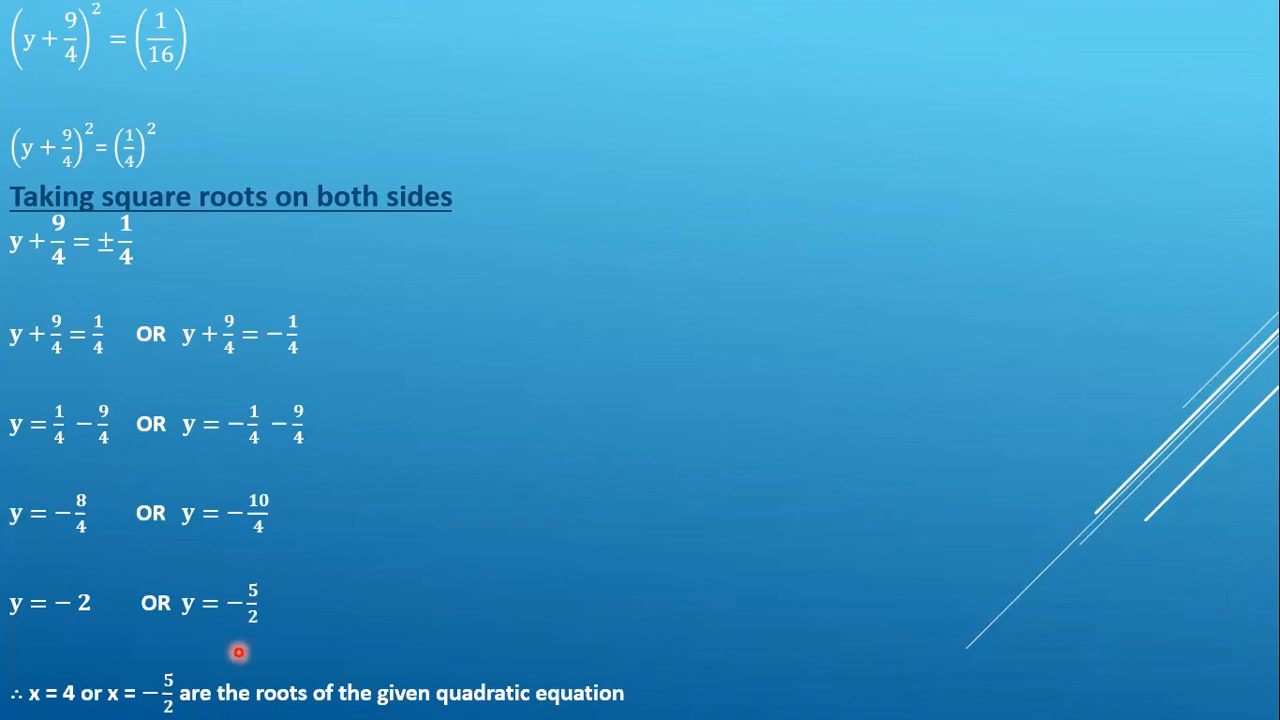 (y + 9/4)² = (1/16)
(y + 9/4)² = (1/4)²
Taking square roots on both sides
y + 9/4 = ± 1/4
y + 9/4 = 1/4 OR y + 9/4 = − 1/4
y = 1/4 − 9/4 OR y = − 1/4 − 9/4
y = − 8/4 OR y = − 10/4
y = − 2 OR y = − 5/2
∴ x = 4 or x = − 5/2 are the roots of the given quadratic equation